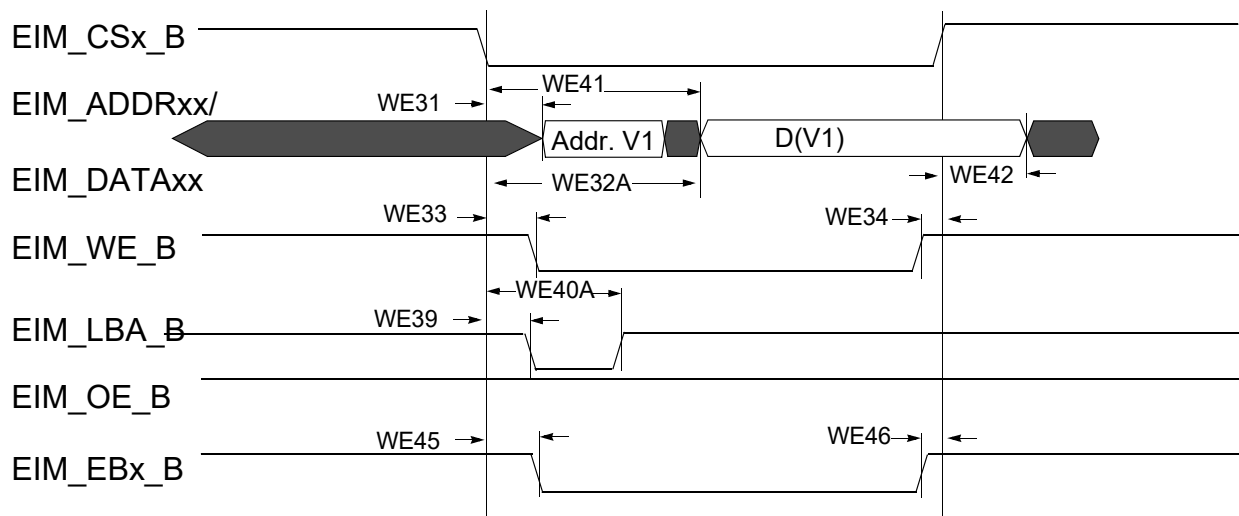 EIM_CSx_B
WE41
EIM_ADDRxx/
WE31
Addr. V1
D(V1)
EIM_DATAxx
WE32A
WE42
WE33
WE34
EIM_WE_B
WE40A
EIM_LBA_B
WE39
EIM_OE_B
WE45
WE46
EIM_EBx_B